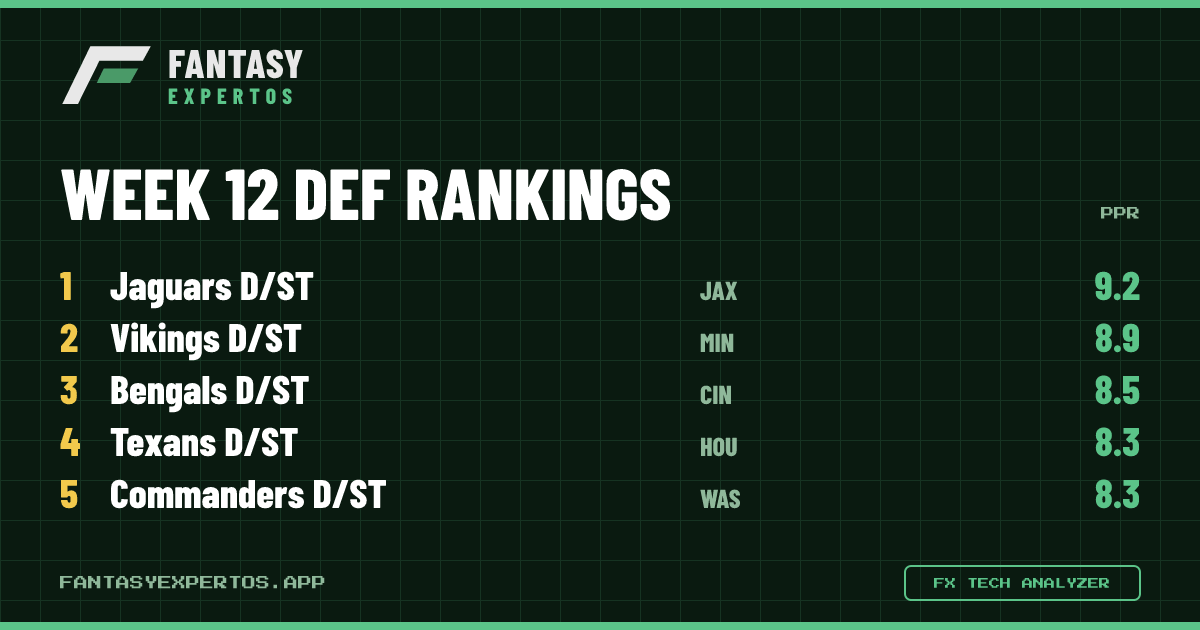 FANTASY
EXPERTOS
WEEK 12 DEF RANKINGS
PPR
1 Jaguars D/ST JAX 9.2
2 Vikings D/ST MIN 8.9
3 Bengals D/ST CIN 8.5
4 Texans D/ST HOU 8.3
5 Commanders D/ST WAS 8.3
FANTASYEXPERTOS.APP
FX TECH ANALYZER